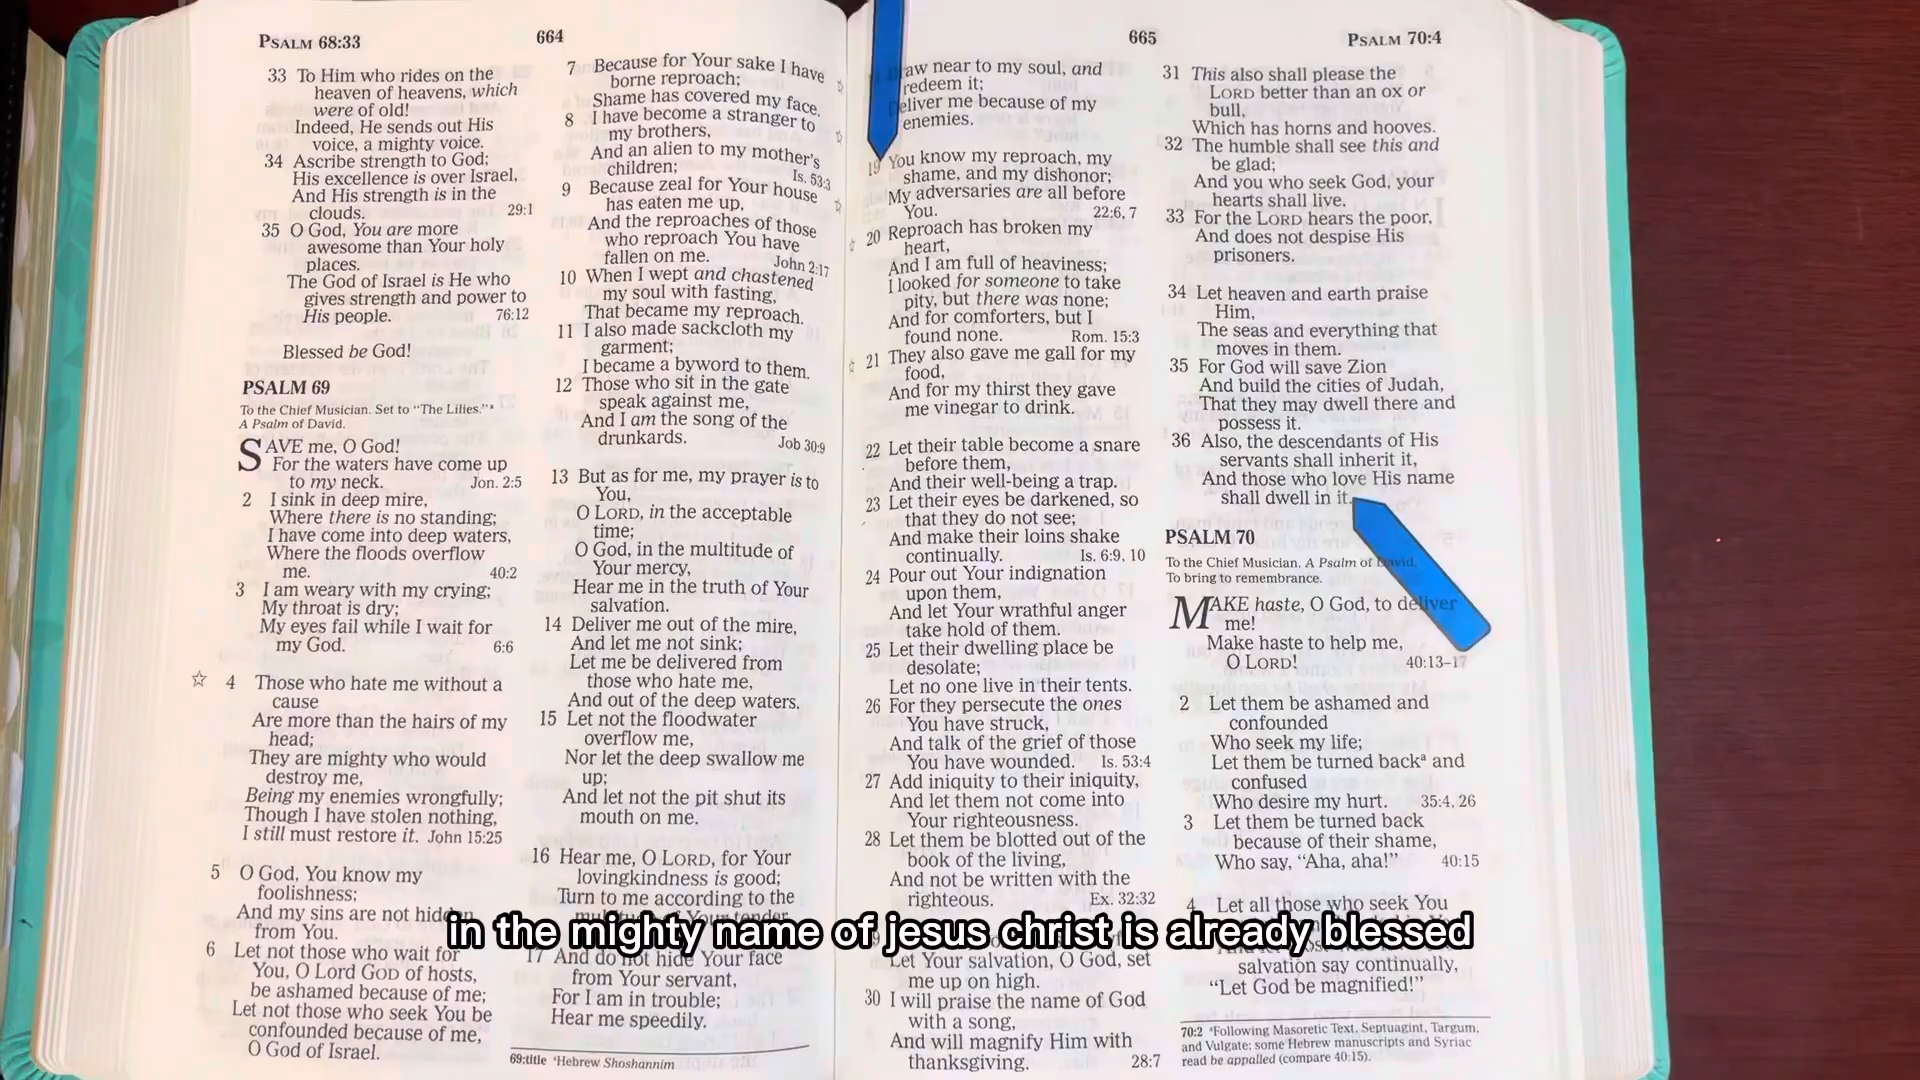 PSALM 68:33
664
33 To Him who rides on the
heaven of heavens, which
were of old!
Indeed, He sends out His
voice, a mighty voice.
34 Ascribe strength to God;
His excellence is over Israel,
And His strength is in the
clouds. 29:1
35 O God, You are more
awesome than Your holy
places.
The God of Israel is He who
gives strength and power to
His people. 76:12
Blessed be God!
PSALM 69
To the Chief Musician. Set to “The Lilies.”ᵃ
A Psalm of David.
SAVE me, O God!
For the waters have come up
to my neck. Jon. 2:5
2 I sink in deep mire,
Where there is no standing;
I have come into deep waters,
Where the floods overflow
me. 40:2
3 I am weary with my crying;
My throat is dry;
My eyes fail while I wait for
my God. 6:6
☆ 4 Those who hate me without a
cause
Are more than the hairs of my
head;
They are mighty who would
destroy me,
Being my enemies wrongfully;
Though I have stolen nothing,
I still must restore it. John 15:25
5 O God, You know my
foolishness;
And my sins are not hidden
from You.
6 Let not those who wait for
You, O Lord GOD of hosts,
be ashamed because of me;
Let not those who seek You be
confounded because of me,
O God of Israel.
7 Because for Your sake I have
borne reproach;
Shame has covered my face.
8 I have become a stranger to
my brothers,
And an alien to my mother's
children; Is. 53:3
9 Because zeal for Your house
has eaten me up,
And the reproaches of those
who reproach You have
fallen on me. John 2:17
10 When I wept and chastened
my soul with fasting,
That became my reproach.
11 I also made sackcloth my
garment;
I became a byword to them.
12 Those who sit in the gate
speak against me,
And I am the song of the
drunkards. Job 30:9
13 But as for me, my prayer is to
You,
O LORD, in the acceptable
time;
O God, in the multitude of
Your mercy,
Hear me in the truth of Your
salvation.
14 Deliver me out of the mire,
And let me not sink;
Let me be delivered from
those who hate me,
And out of the deep waters.
15 Let not the floodwater
overflow me,
Nor let the deep swallow me
up;
And let not the pit shut its
mouth on me.
16 Hear me, O LORD, for Your
lovingkindness is good;
Turn to me according to the
17 And do not hide Your face
from Your servant,
For I am in trouble;
Hear me speedily.
69:title ᵃHebrew Shoshannim
665
PSALM 70:4
aw near to my soul, and
redeem it;
Deliver me because of my
enemies.
19 You know my reproach, my
shame, and my dishonor;
My adversaries are all before
You. 22:6, 7
☆ 20 Reproach has broken my
heart,
And I am full of heaviness;
I looked for someone to take
pity, but there was none;
And for comforters, but I
found none. Rom. 15:3
☆ 21 They also gave me gall for my
food,
And for my thirst they gave
me vinegar to drink.
22 Let their table become a snare
before them,
And their well-being a trap.
23 Let their eyes be darkened, so
that they do not see;
And make their loins shake
continually. Is. 6:9, 10
24 Pour out Your indignation
upon them,
And let Your wrathful anger
take hold of them.
25 Let their dwelling place be
desolate;
Let no one live in their tents.
26 For they persecute the ones
You have struck,
And talk of the grief of those
You have wounded. Is. 53:4
27 Add iniquity to their iniquity,
And let them not come into
Your righteousness.
28 Let them be blotted out of the
book of the living,
And not be written with the
righteous. Ex. 32:32
Let Your salvation, O God, set
me up on high.
30 I will praise the name of God
with a song,
And will magnify Him with
thanksgiving. 28:7
31 This also shall please the
LORD better than an ox or
bull,
Which has horns and hooves.
32 The humble shall see this and
be glad;
And you who seek God, your
hearts shall live.
33 For the LORD hears the poor,
And does not despise His
prisoners.
34 Let heaven and earth praise
Him,
The seas and everything that
moves in them.
35 For God will save Zion
And build the cities of Judah,
That they may dwell there and
possess it.
36 Also, the descendants of His
servants shall inherit it,
And those who love His name
shall dwell in it.
PSALM 70
To the Chief Musician. A Psalm of David.
To bring to remembrance.
MAKE haste, O God, to deliver
me!
Make haste to help me,
O LORD! 40:13–17
2 Let them be ashamed and
confounded
Who seek my life;
Let them be turned backᵃ and
confused
Who desire my hurt. 35:4, 26
3 Let them be turned back
because of their shame,
Who say, “Aha, aha!” 40:15
4 Let all those who seek You
salvation say continually,
“Let God be magnified!”
70:2 ᵃFollowing Masoretic Text, Septuagint, Targum,
and Vulgate; some Hebrew manuscripts and Syriac
read be appalled (compare 40:15).
in the mighty name of jesus christ is already blessed